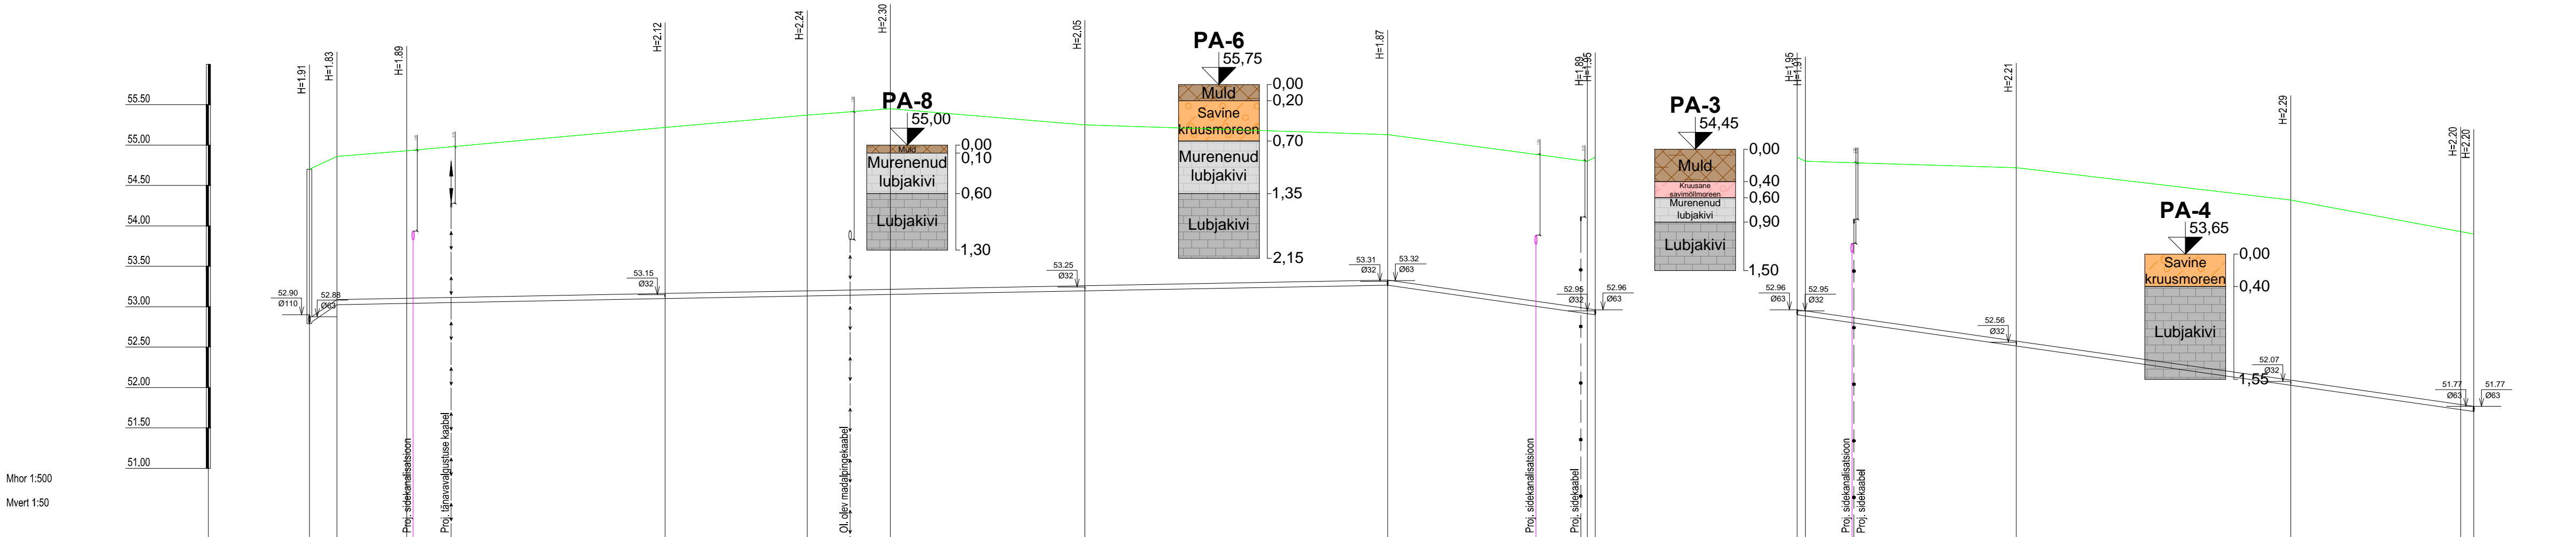 H=1.91
H=1.83
H=1.89
H=2.12
H=2.24
H=2.30
H=2.05
H=1.87
H=1.89
H=1.95
H=1.95
H=1.91
H=2.21
H=2.29
H=2.20
H=2.20
55.50
55.00
54.50
54.00
53.50
53.00
52.50
52.00
51.50
51.00
Mhor 1:500
Mvert 1:50
PA-8
55,00
Muld
Murenenud
lubjakivi
Lubjakivi
0,00
0,10
0,60
1,30
PA-6
55,75
Muld
Savine
kruusmoreen
Murenenud
lubjakivi
Lubjakivi
0,00
0,20
0,70
1,35
2,15
PA-3
54,45
Muld
Kruusane
savimöllmoreen
Murenenud
lubjakivi
Lubjakivi
0,00
0,40
0,60
0,90
1,50
PA-4
53,65
Savine
kruusmoreen
Lubjakivi
0,00
0,40
1,55
52.90
Ø110
52.88
Ø63
53.15
Ø32
53.25
Ø32
53.31
Ø32
53.32
Ø63
52.95
Ø32
52.96
Ø63
52.96
Ø63
52.95
Ø32
52.56
Ø32
52.07
Ø32
51.77
Ø63
51.77
Ø63
Proj. sidekanalisatsioon
Proj. tänavavalgustuse kaabel
Ol. olev madalpingekaabel
Proj. sidekanalisatsioon
Proj. sidekaabel
Proj. sidekanalisatsioon
Proj. sidekaabel